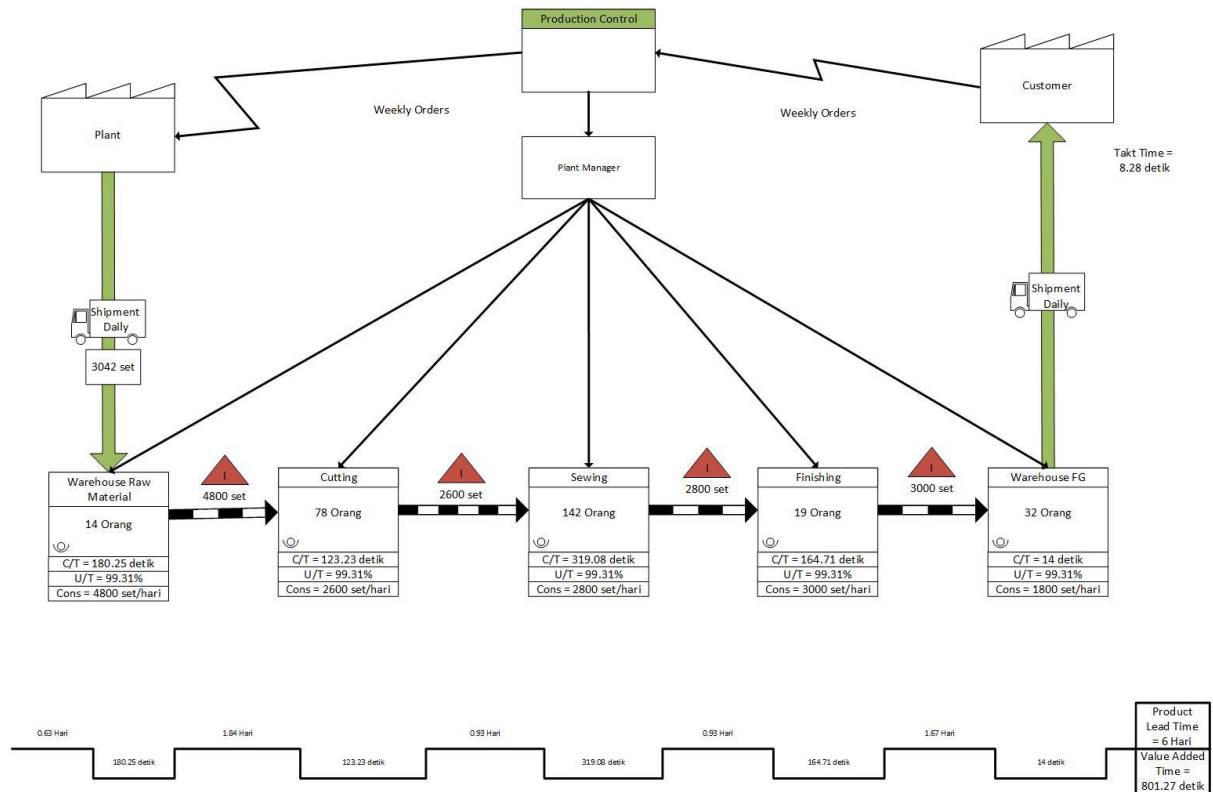 Production Control
Customer
Plant
Weekly Orders
Weekly Orders
Takt Time =
8.28 detik
Plant Manager
Shipment
Daily
Shipment
Daily
3042 set
Warehouse Raw
Material
14 Orang
C/T = 180.25 detik
U/T = 99.31%
Cons = 4800 set/hari
I
4800 set
Cutting
78 Orang
C/T = 123.23 detik
U/T = 99.31%
Cons = 2600 set/hari
I
2600 set
Sewing
142 Orang
C/T = 319.08 detik
U/T = 99.31%
Cons = 2800 set/hari
I
2800 set
Finishing
19 Orang
C/T = 164.71 detik
U/T = 99.31%
Cons = 3000 set/hari
I
3000 set
Warehouse FG
32 Orang
C/T = 14 detik
U/T = 99.31%
Cons = 1800 set/hari
0.63 Hari
180.25 detik
1.84 Hari
123.23 detik
0.93 Hari
319.08 detik
0.93 Hari
164.71 detik
1.67 Hari
14 detik
Product
Lead Time
= 6 Hari
Value Added
Time =
801.27 detik